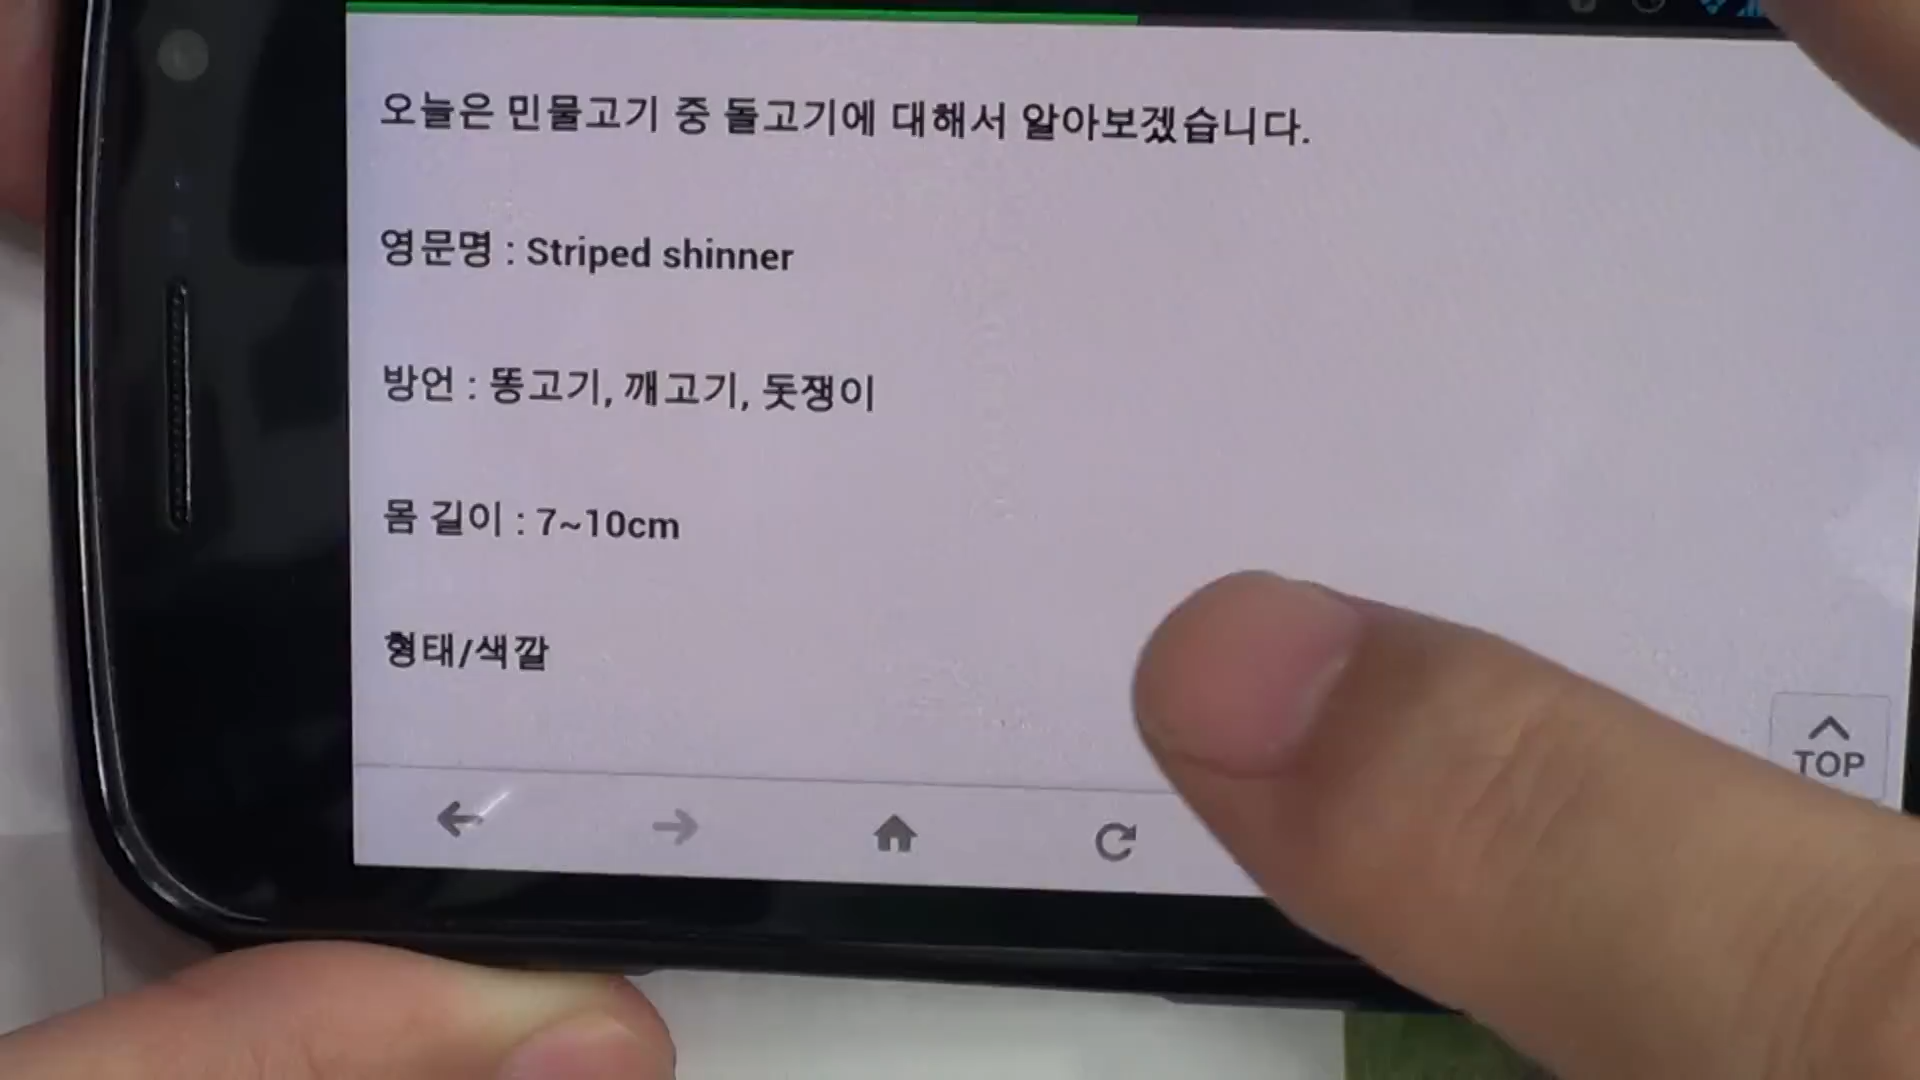 오늘은 민물고기 중 돌고기에 대해서 알아보겠습니다.
영문명 : Striped shinner
방언 : 똥고기, 깨고기, 돗쟁이
몸 길이 : 7~10cm
형태/색깔
TOP